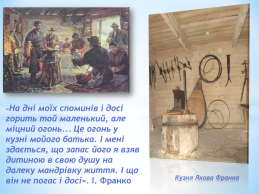 «На дні моїх споминів і досі
горить той маленький, але
міцний огонь… Це огонь у
кузні мойого батька. І мені
здається, що запас його я взяв
дитиною в свою душу на
далеку мандрівку життя. І що
він не погас і досі». І. Франко
Кузня Якова Франка